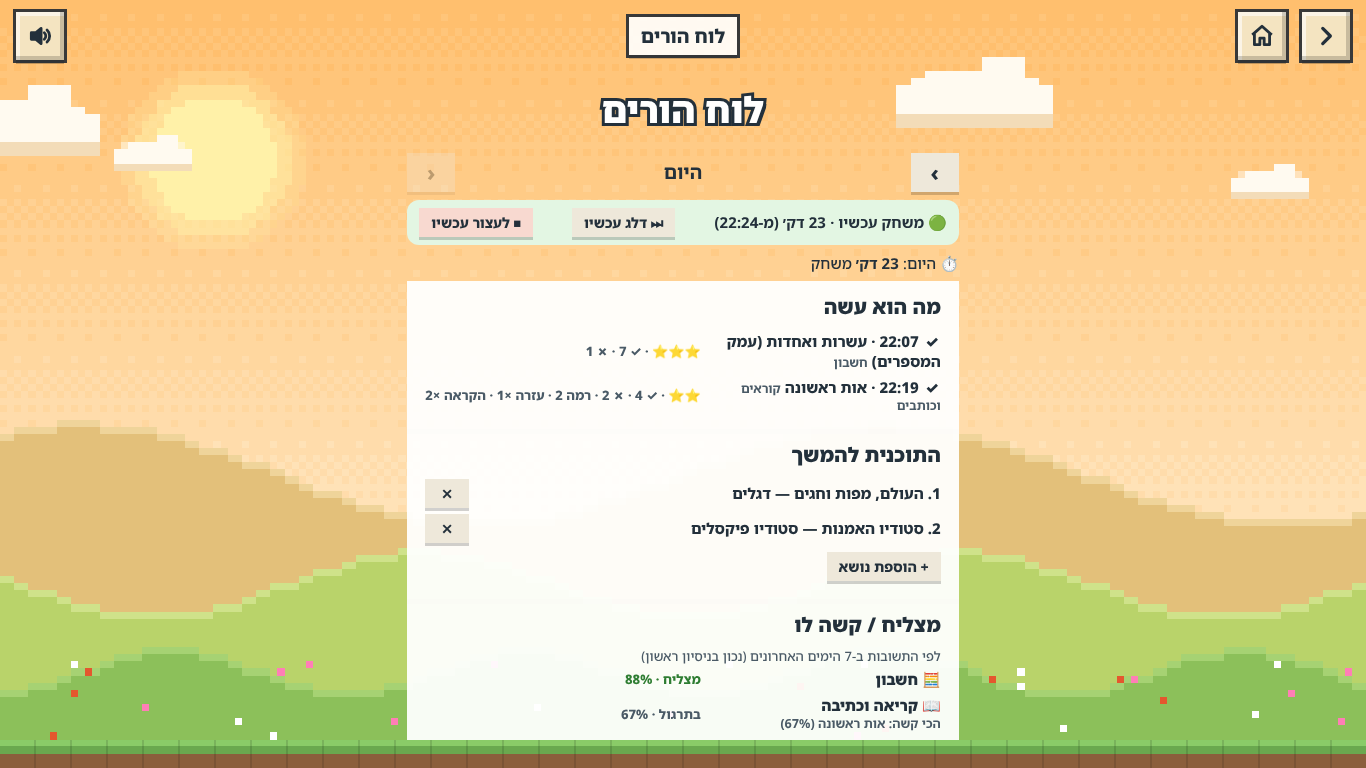 לוח הורים
לוח הורים
היום
🟢 משחק עכשיו · 23 דק׳ (מ-22:24)
⏭ דלג עכשיו
■ לעצור עכשיו
⏱️ היום: 23 דק׳ משחק
מה הוא עשה
✓ 22:07 · עשרות ואחדות (עמק
המספרים) חשבון
⭐⭐⭐ · ✓ 7 · ✗ 1
✓ 22:19 · אות ראשונה קוראים
וכותבים
⭐⭐ · ✓ 4 · ✗ 2 · רמה 2 · עזרה ×1 · הקראה ×2
התוכנית להמשך
1. העולם, מפות וחגים — דגלים
✕
2. סטודיו האמנות — סטודיו פיקסלים
✕
+ הוספת נושא
מצליח / קשה לו
לפי התשובות ב-7 הימים האחרונים (נכון בניסיון ראשון)
🧮 חשבון
מצליח · 88%
📖 קריאה וכתיבה
הכי קשה: אות ראשונה (67%)
בתרגול · 67%